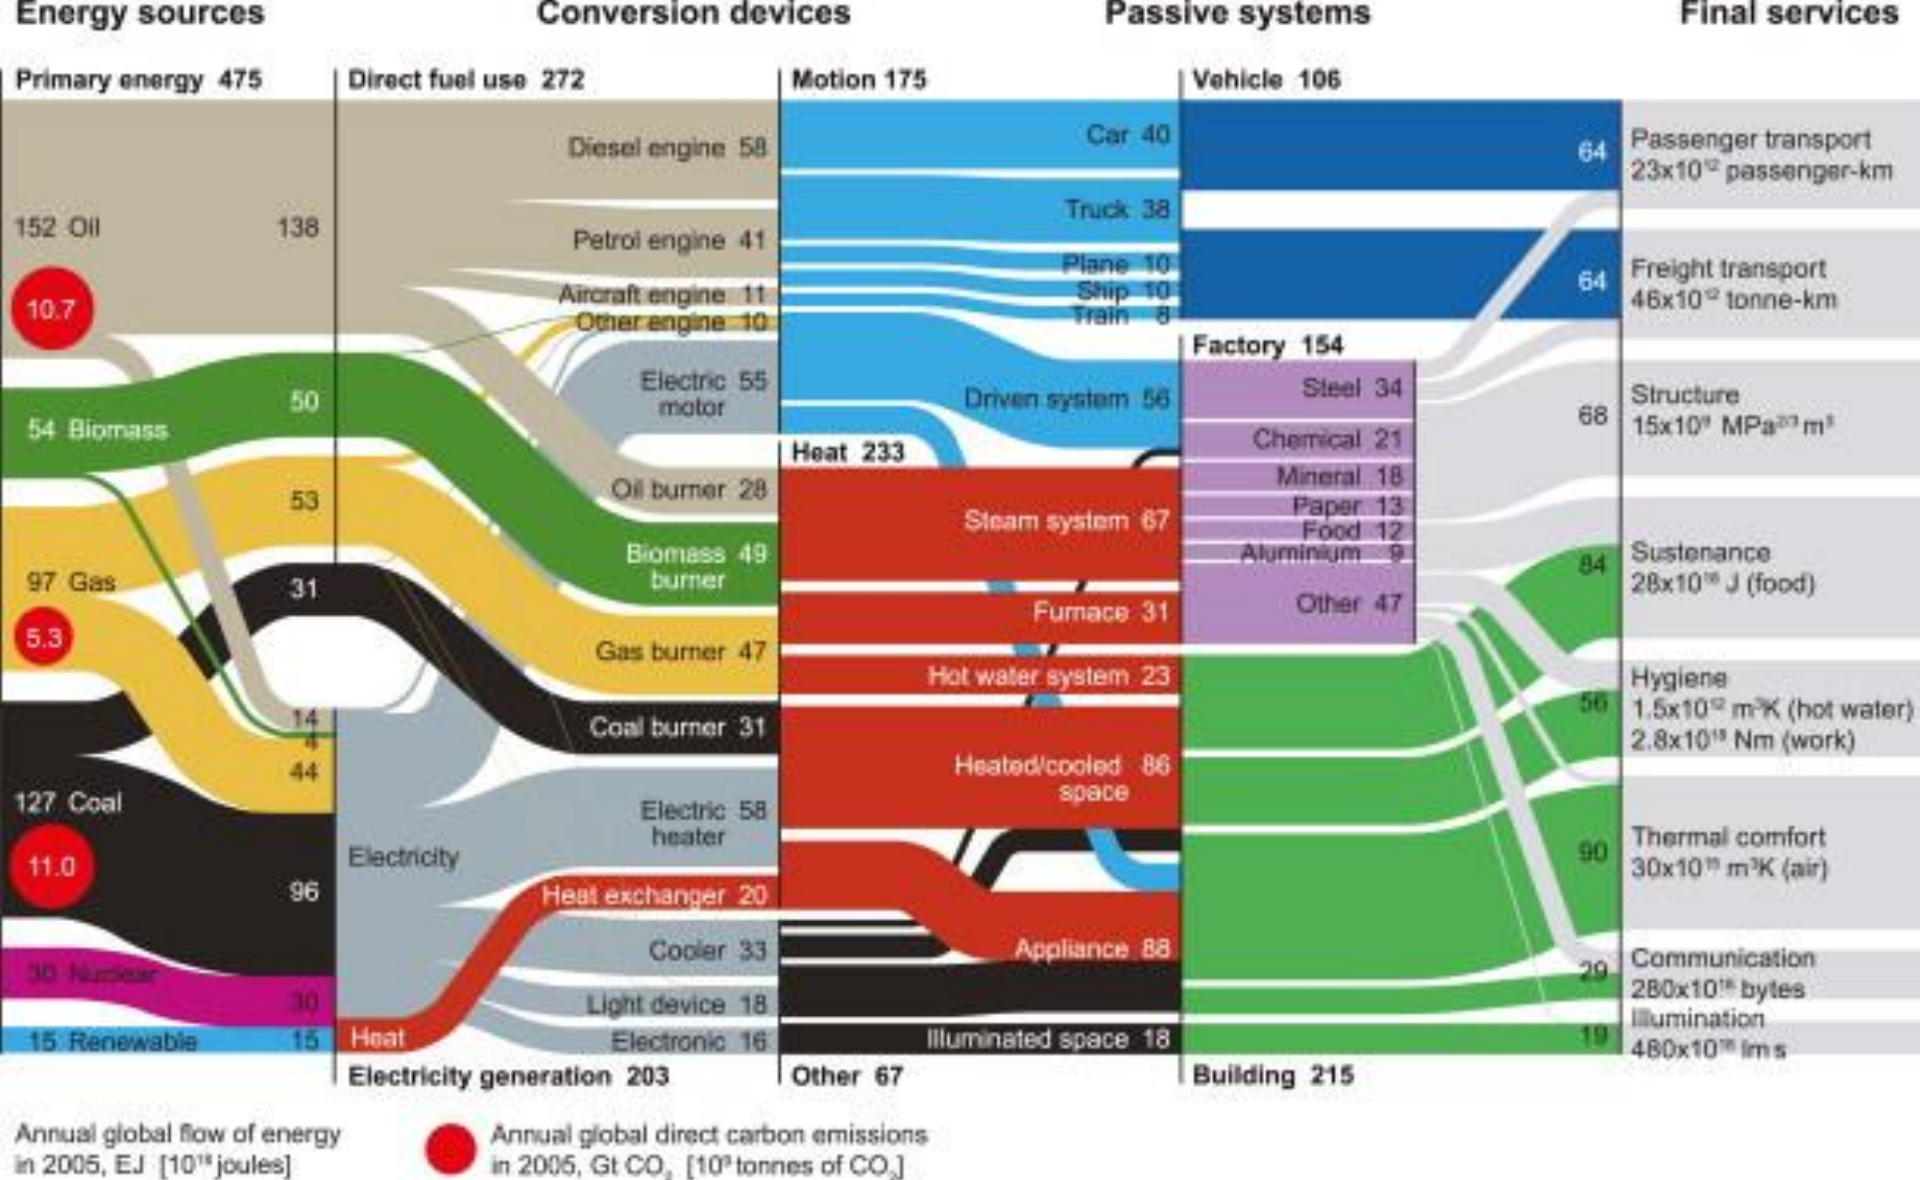 Energy sources
Conversion devices
Passive systems
Final services
Primary energy 475
Direct fuel use 272
Motion 175
Vehicle 106
152 Oil
138
10.7
54 Biomass
50
53
97 Gas
5.3
31
14
4
44
127 Coal
11.0
96
30 Nuclear
30
15 Renewable
15
Diesel engine 58
Petrol engine 41
Aircraft engine 11
Other engine 10
Electric 55
motor
Oil burner 28
Biomass 49
burner
Gas burner 47
Coal burner 31
Electricity
Electric 58
heater
Heat exchanger 20
Cooler 33
Light device 18
Heat
Electronic 16
Electricity generation 203
Car 40
Truck 38
Plane 10
Ship 10
Train 8
Driven system 56
Heat 233
Steam system 67
Furnace 31
Hot water system 23
Heated/cooled 86
space
Appliance 88
Illuminated space 18
Other 67
Factory 154
Steel 34
Chemical 21
Mineral 18
Paper 13
Food 12
Aluminium 9
Other 47
Building 215
64
64
68
84
56
90
29
19
Passenger transport
23x10¹² passenger-km
Freight transport
46x10¹² tonne-km
Structure
15x10⁹ MPa²ᐟ³m³
Sustenance
28x10¹⁸ J (food)
Hygiene
1.5x10¹² m³K (hot water)
2.8x10¹⁸ Nm (work)
Thermal comfort
30x10¹⁵ m³K (air)
Communication
280x10¹⁸ bytes
Illumination
480x10¹⁸ lm s
Annual global flow of energy
in 2005, EJ [10¹⁸ joules]
Annual global direct carbon emissions
in 2005, Gt CO₂ [10⁹ tonnes of CO₂]